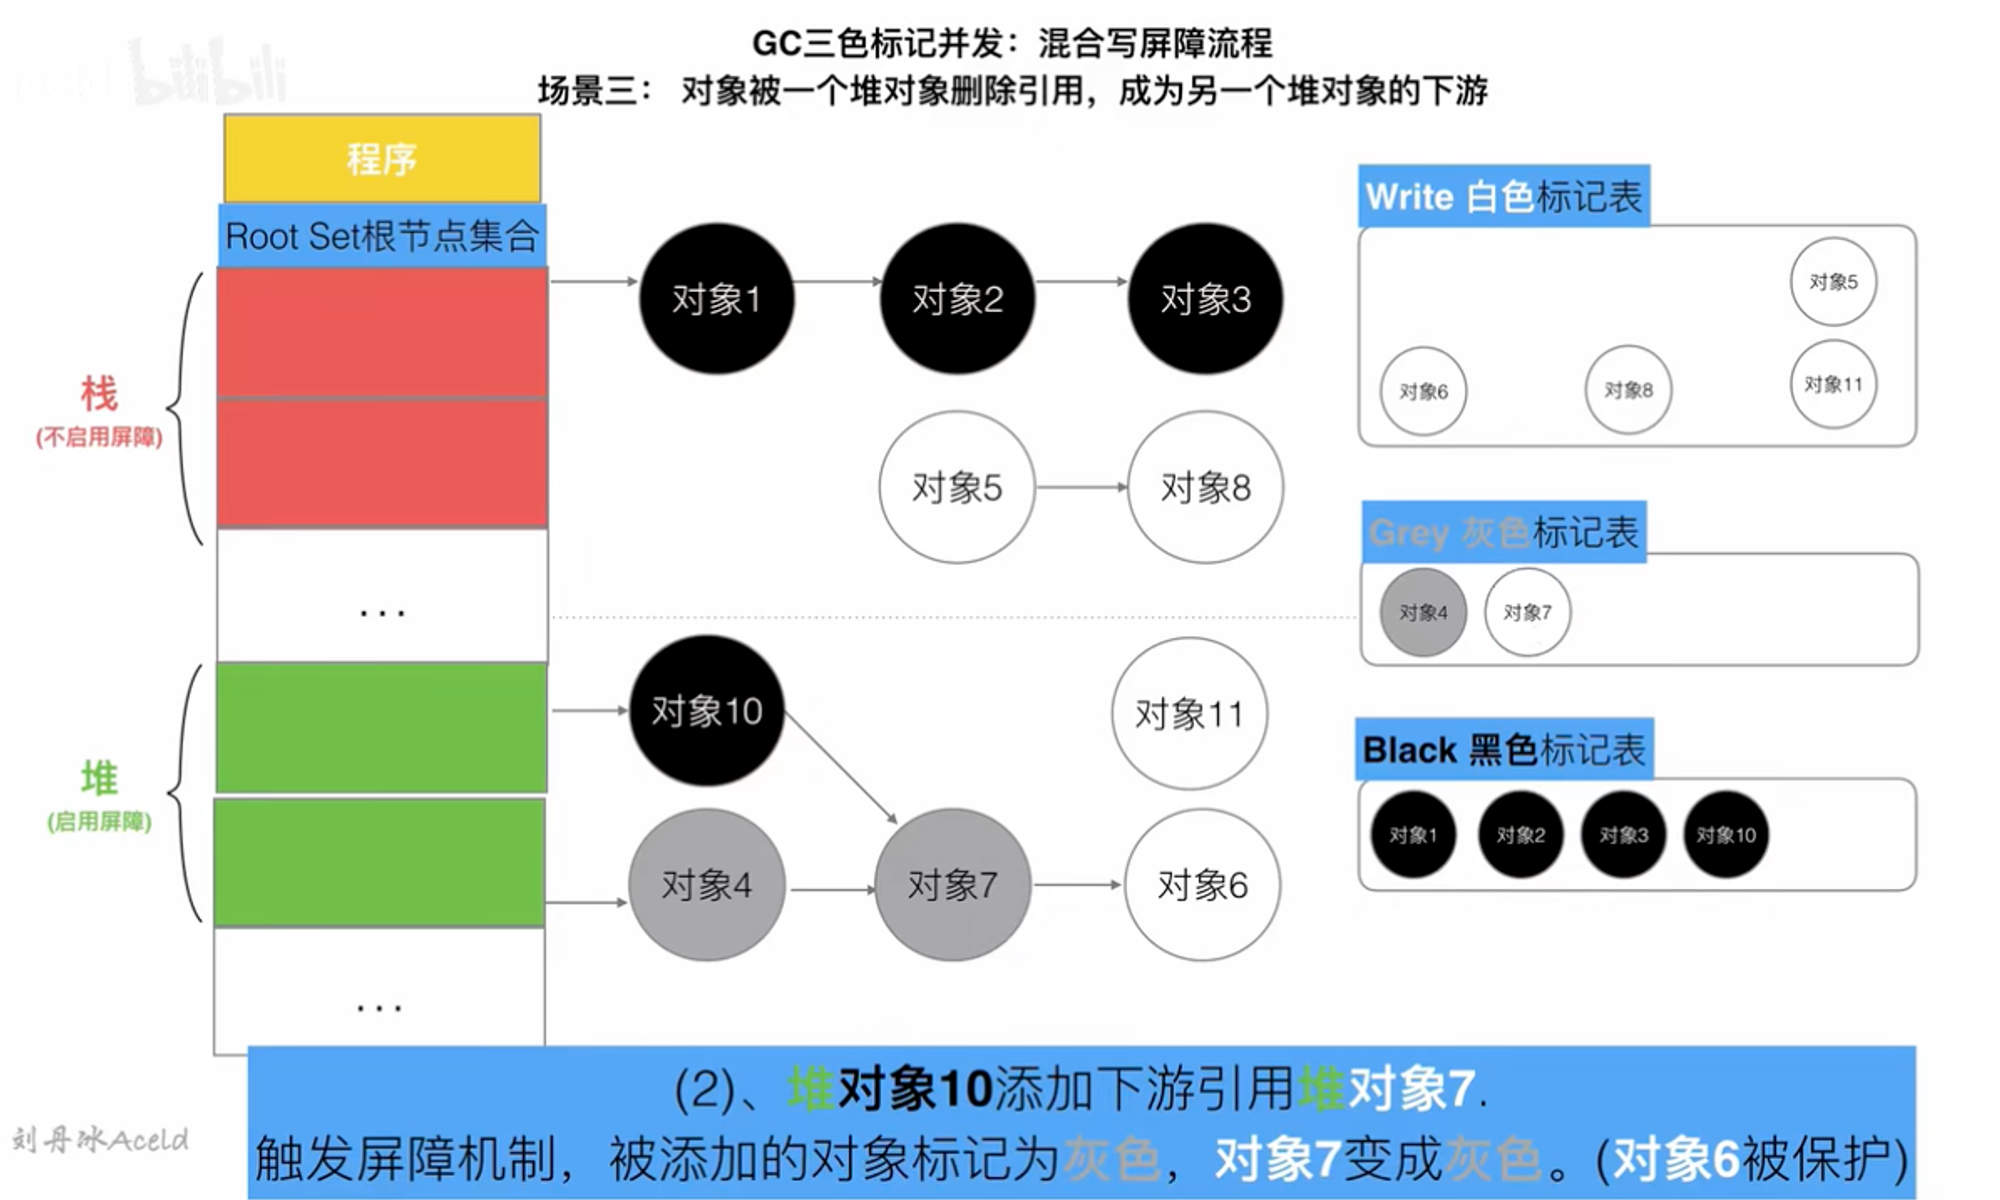 bilibili
GC三色标记并发：混合写屏障流程
场景三： 对象被一个堆对象删除引用，成为另一个堆对象的下游
程序
Root Set根节点集合
栈
(不启用屏障)
...
堆
(启用屏障)
...
对象1
对象2
对象3
对象5
对象8
对象10
对象11
对象4
对象7
对象6
Write 白色标记表
对象5
对象6
对象8
对象11
Grey 灰色标记表
对象4
对象7
Black 黑色标记表
对象1
对象2
对象3
对象10
(2)、堆对象10添加下游引用堆对象7.
触发屏障机制，被添加的对象标记为灰色，对象7变成灰色。(对象6被保护)
刘丹冰Aceld